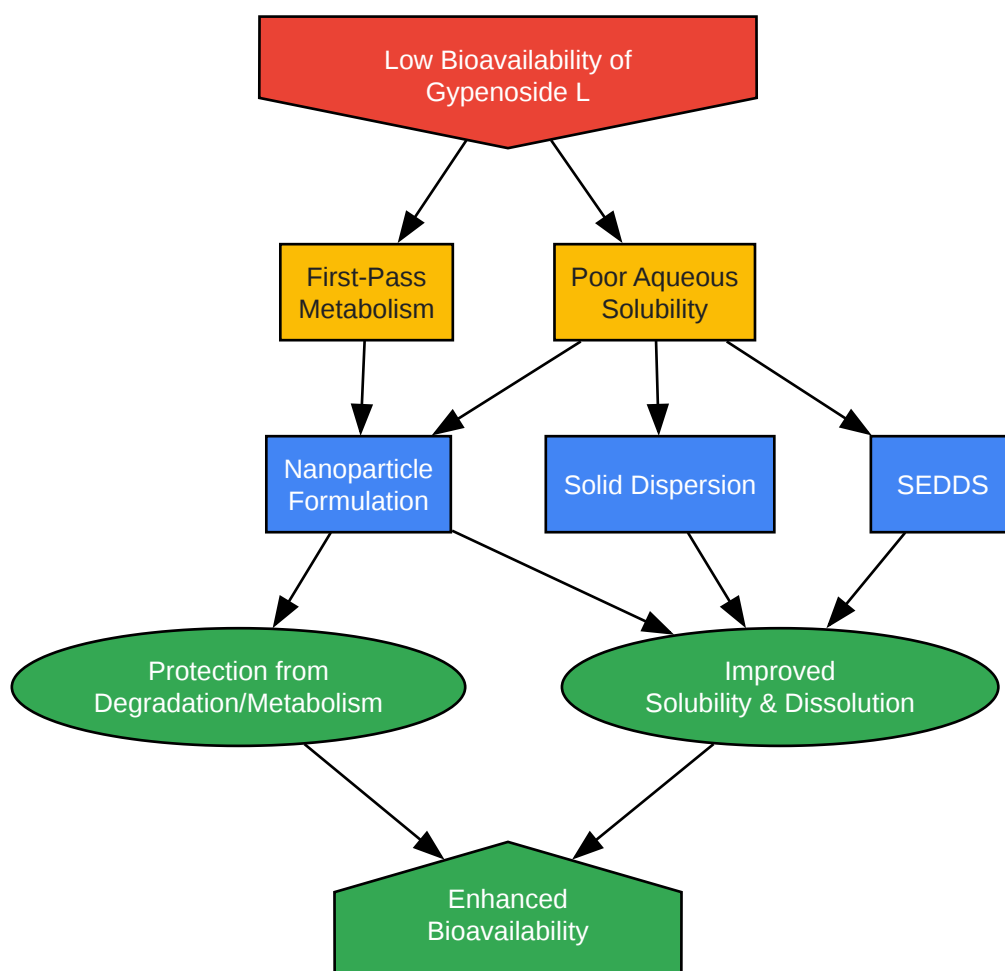 Low Bioavailability of
Gypenoside L
First-Pass
Metabolism
Poor Aqueous
Solubility
Nanoparticle
Formulation
Solid Dispersion
SEDDS
Protection from
Degradation/Metabolism
Improved
Solubility & Dissolution
Enhanced
Bioavailability